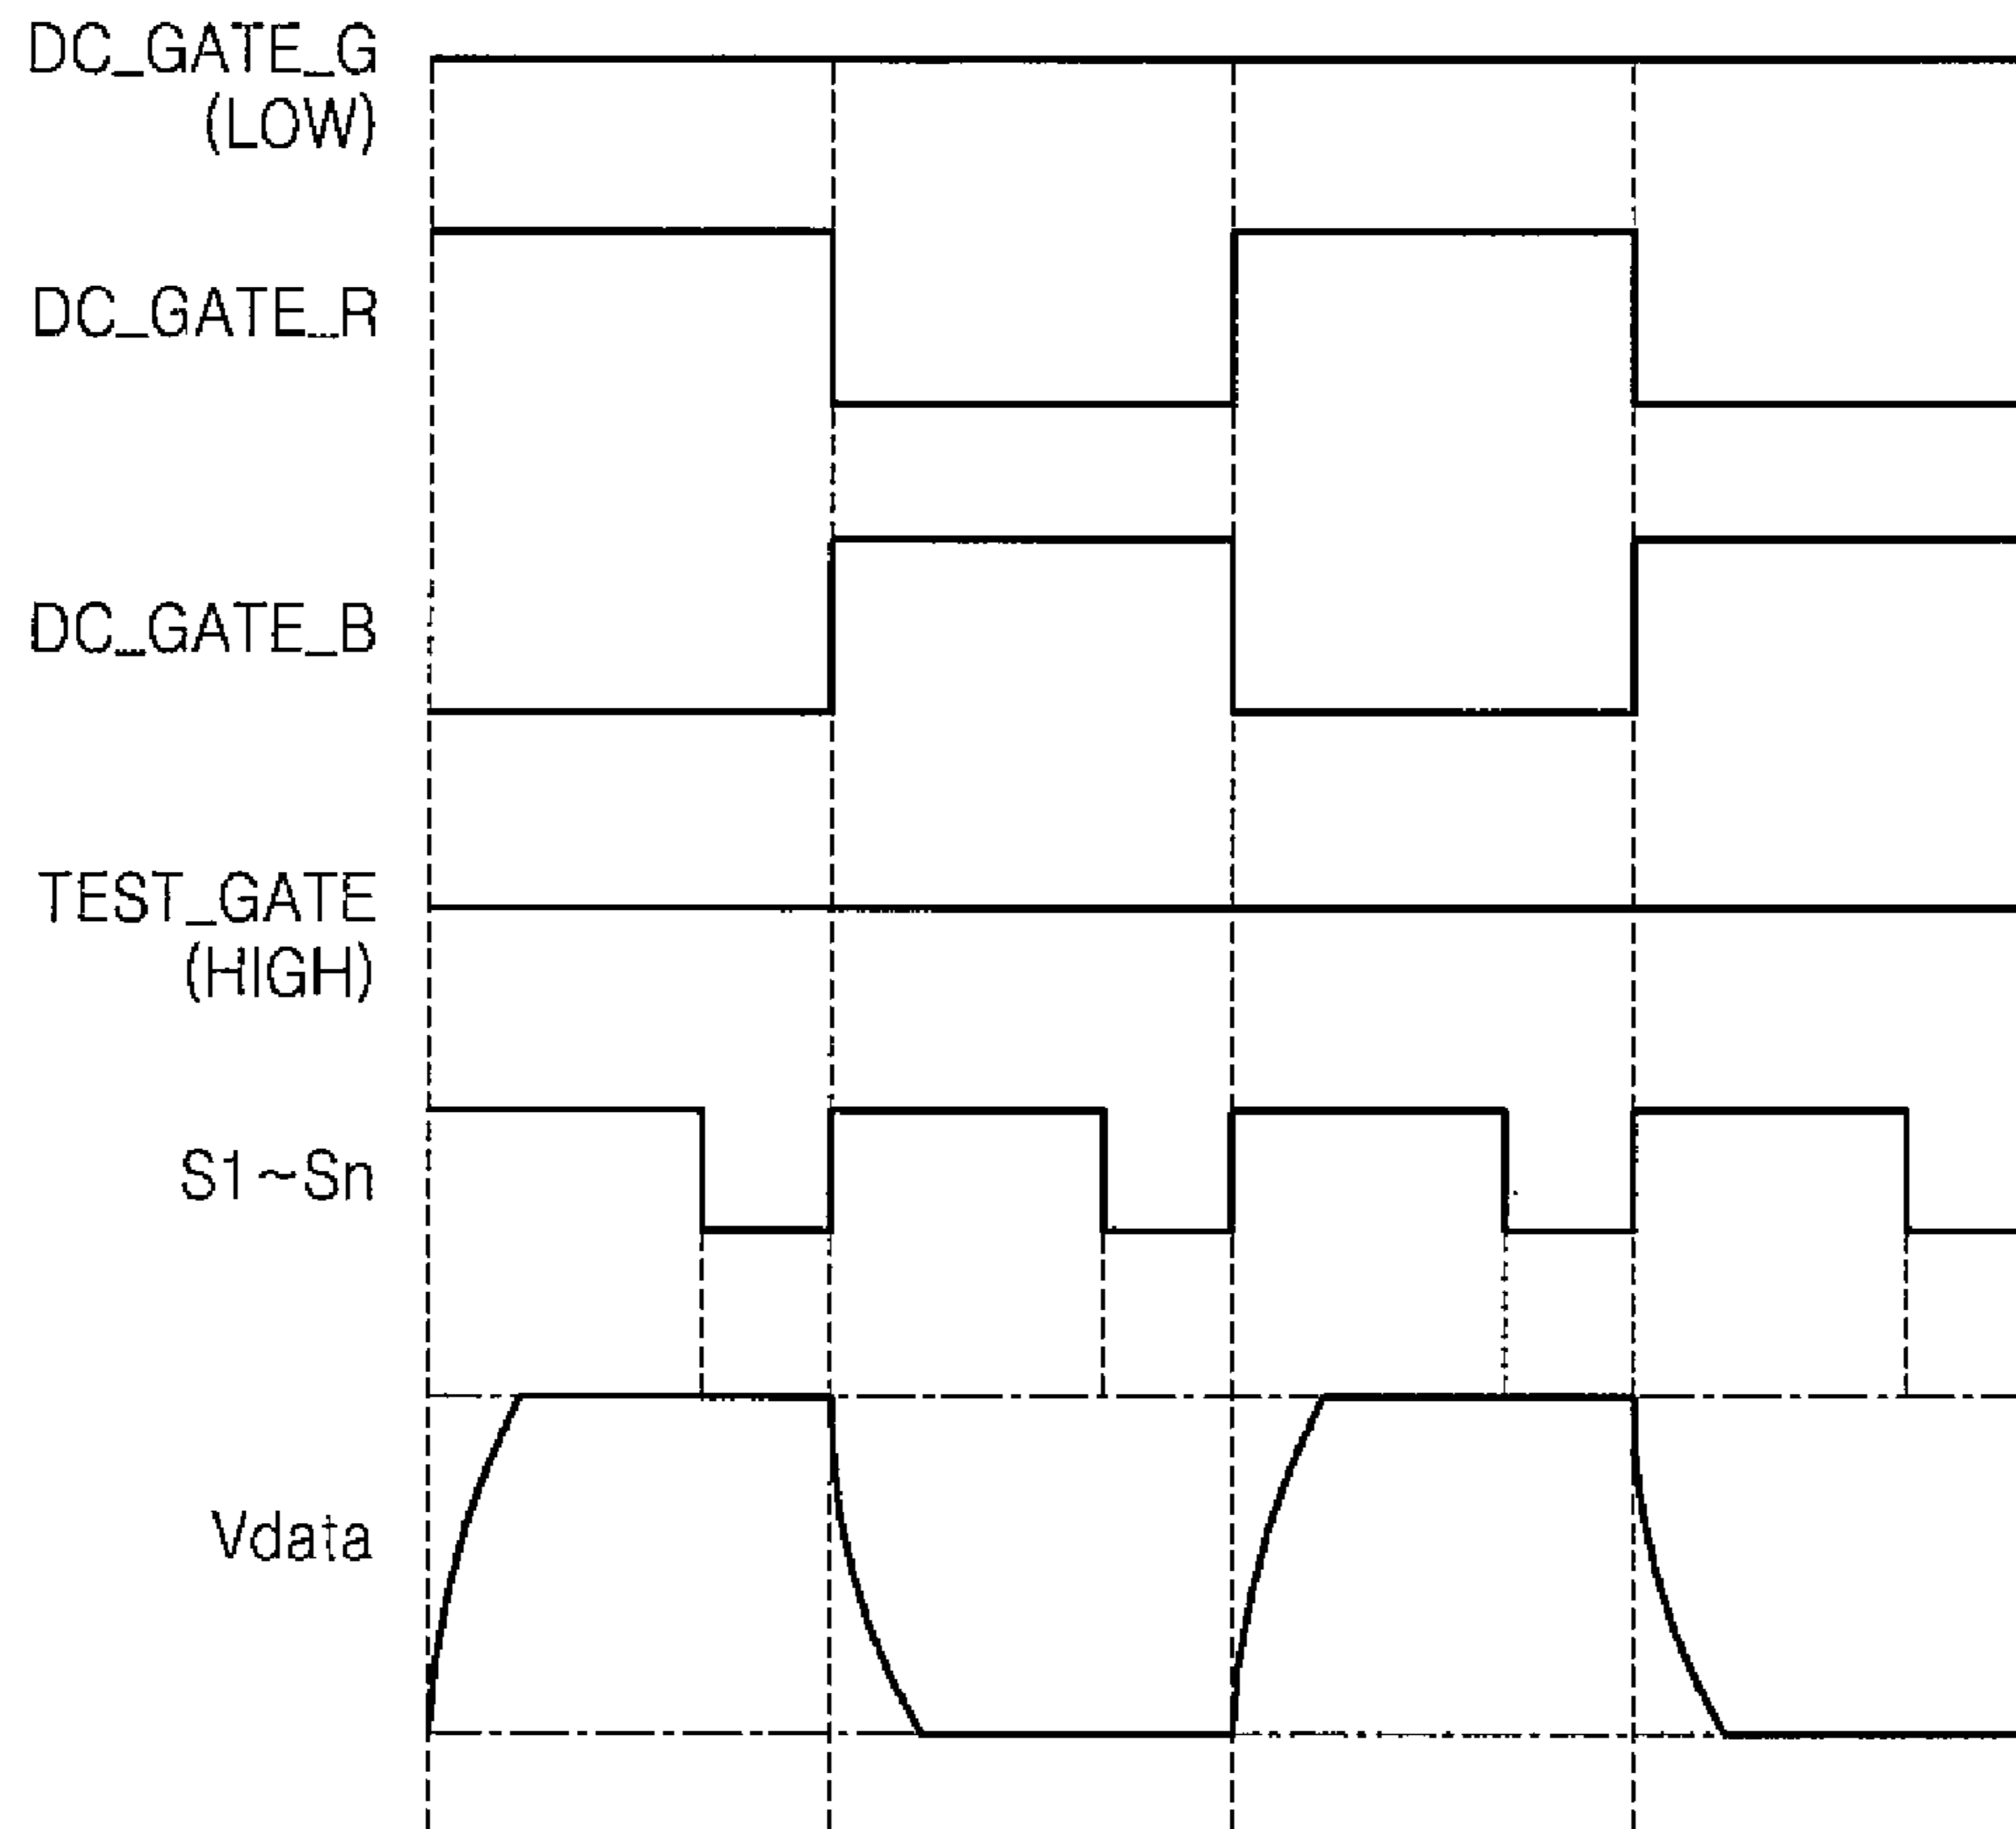 DC_GATE_G
(LOW)
DC_GATE_R
DC_GATE_B
TEST_GATE
(HIGH)
S1~Sn
Vdata